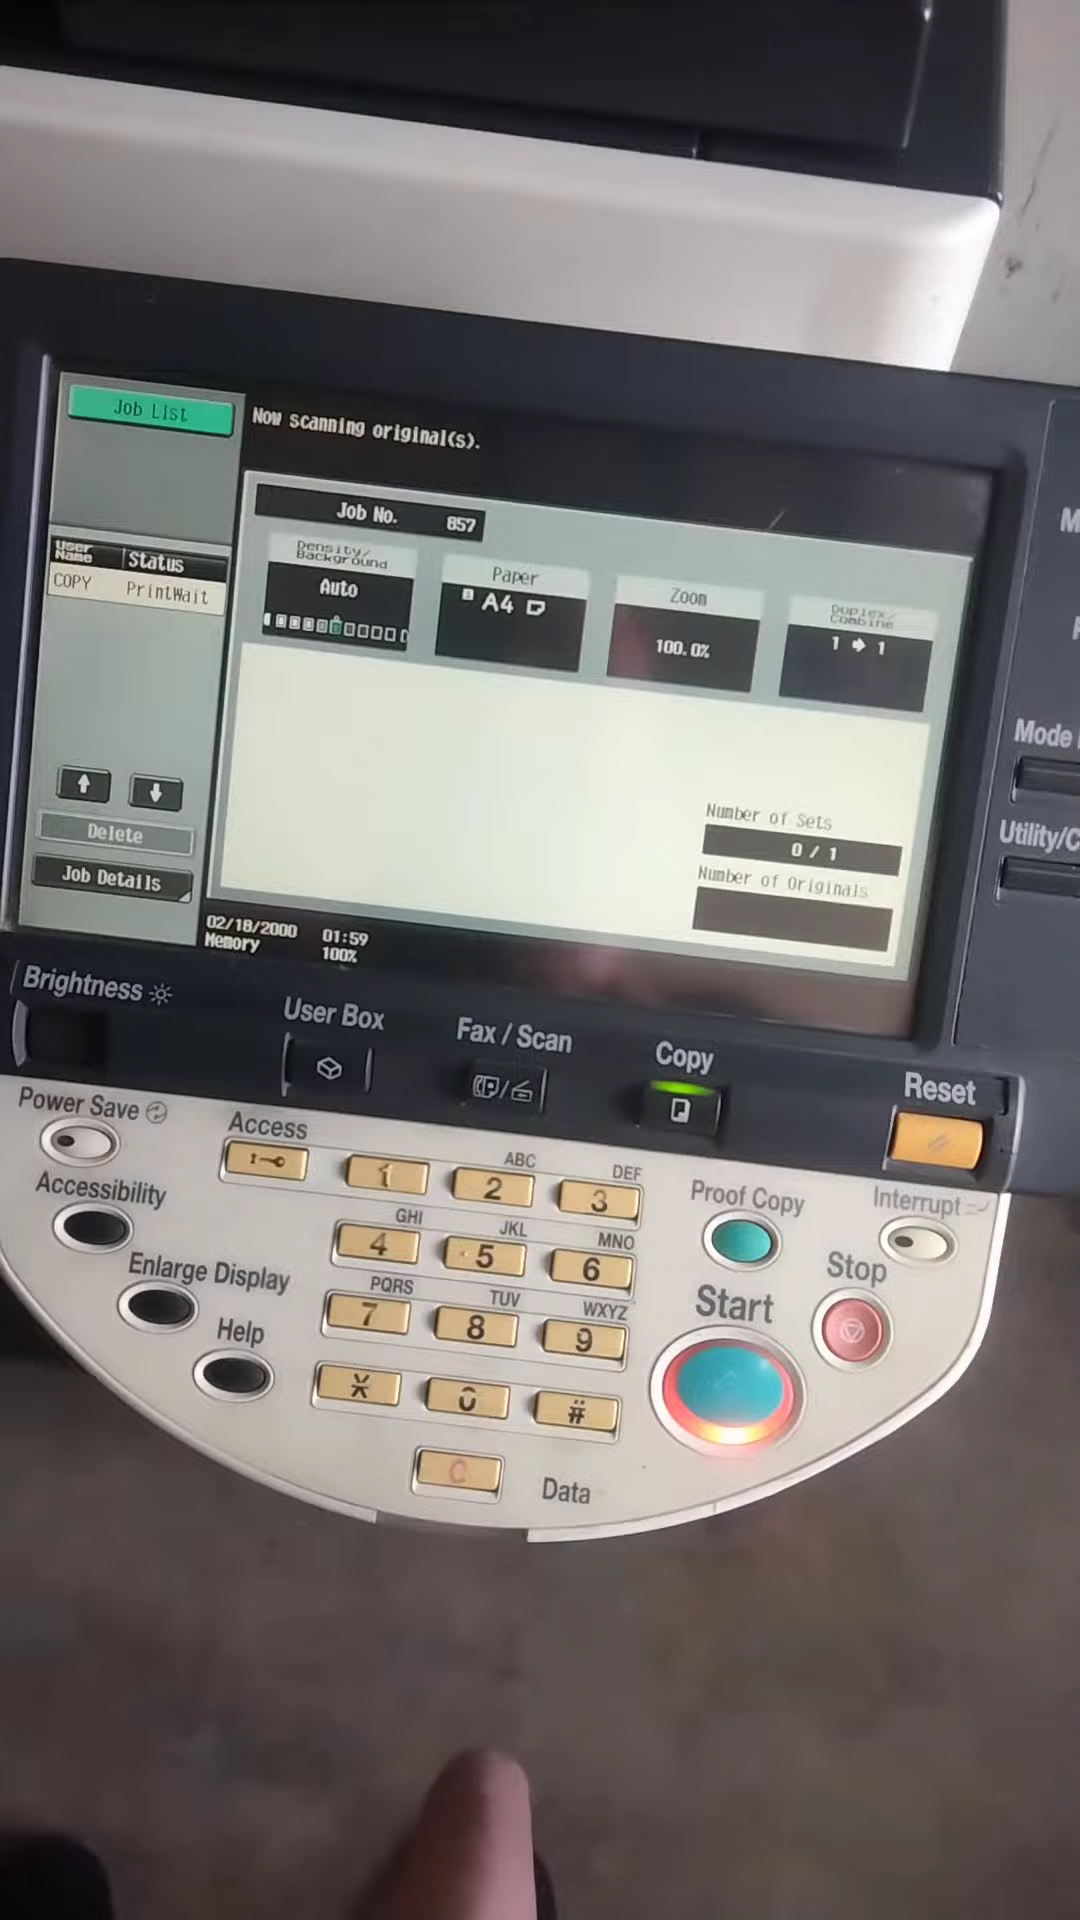 Job List
Now scanning original(s).
Job No. 857
User Name Status
COPY PrintWait
Density/ Background
Auto
Paper
1 A4
Zoom
100.0%
Duplex/ Combine
1 → 1
Number of Sets
0 / 1
Number of Originals
↑ ↓
Delete
Job Details
02/18/2000 01:59
Memory 100%
M
Mode
Utility/C
Brightness
User Box
Fax / Scan
Copy
Reset
Power Save
Access
Accessibility
Enlarge Display
Help
1
ABC
2
DEF
3
GHI
4
JKL
5
MNO
6
PQRS
7
TUV
8
WXYZ
9
0
#
C
Data
Proof Copy
Interrupt
Stop
Start